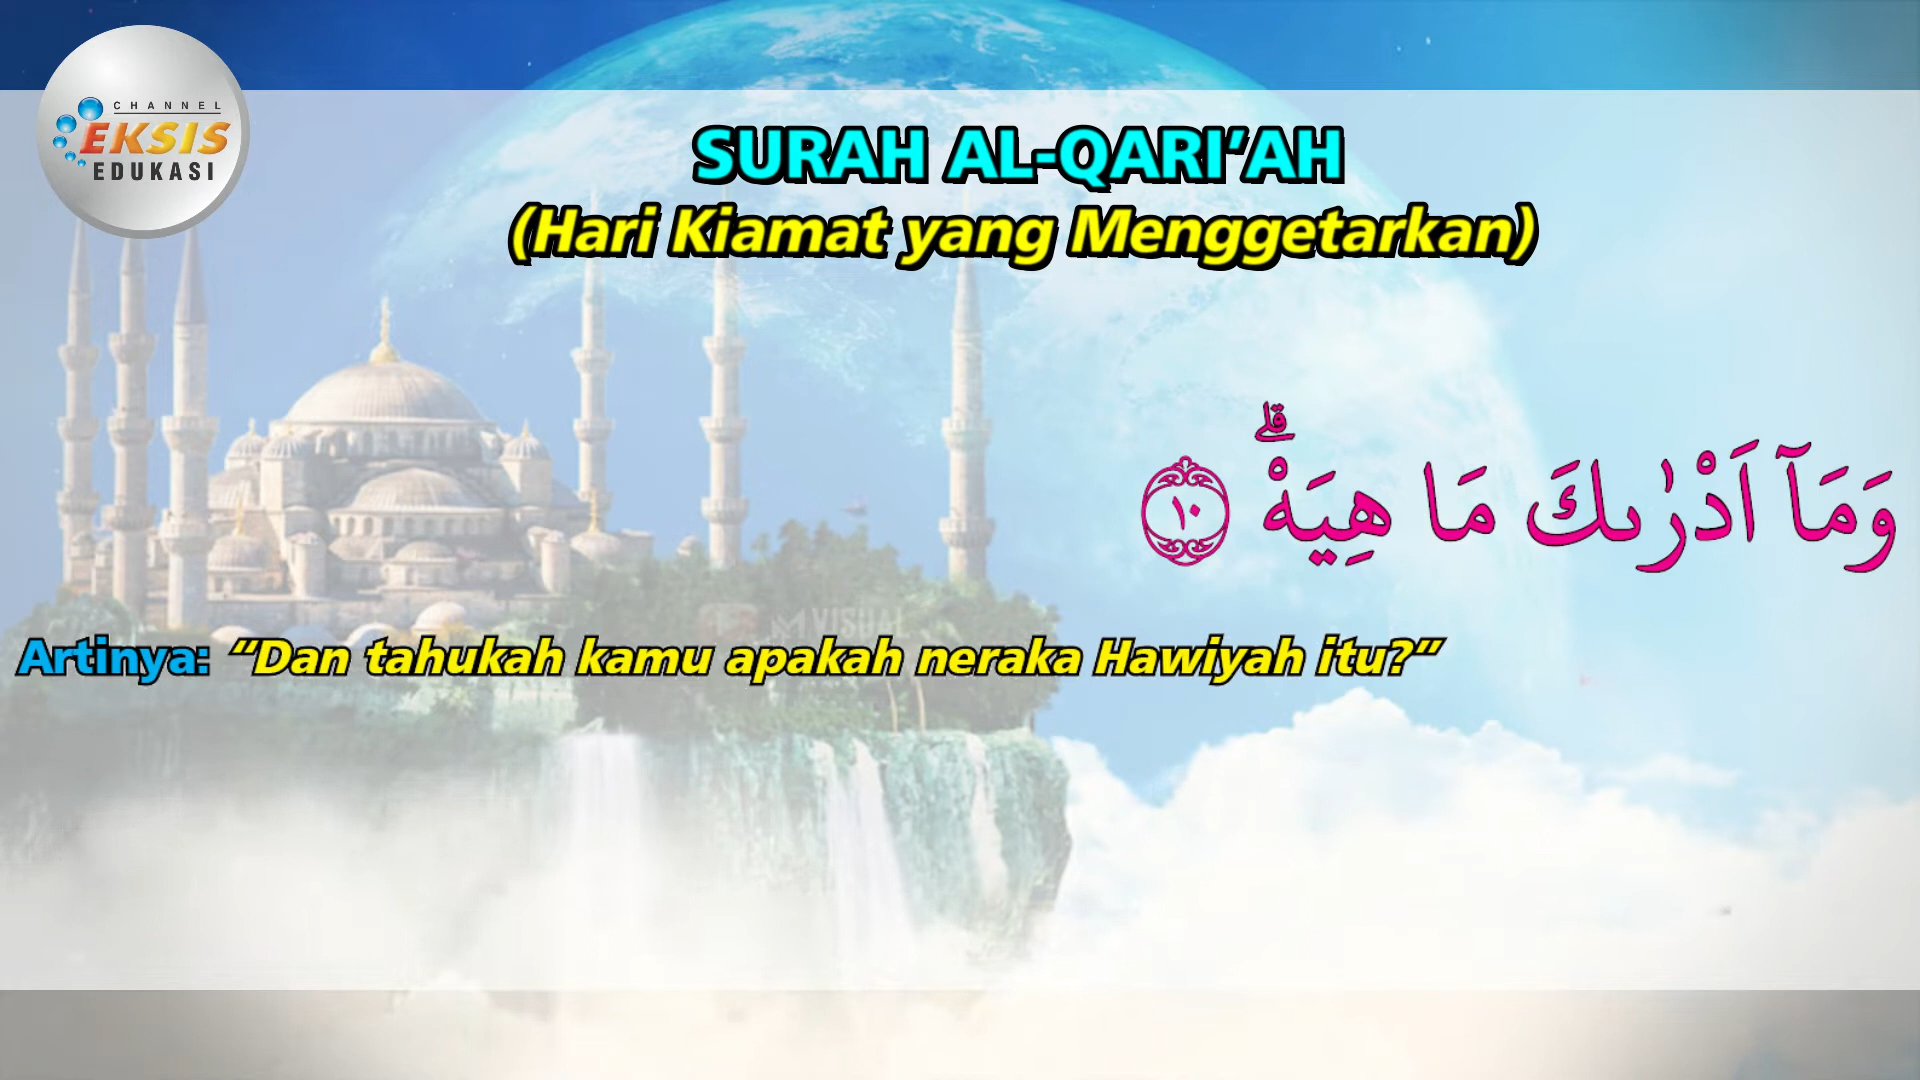 CHANNEL
EKSIS
EDUKASI
SURAH AL-QARI’AH
(Hari Kiamat yang Menggetarkan)
وَمَآ اَدْرٰىكَ مَا هِيَهْۗ ١٠
Artinya: “Dan tahukah kamu apakah neraka Hawiyah itu?”
VISUAL